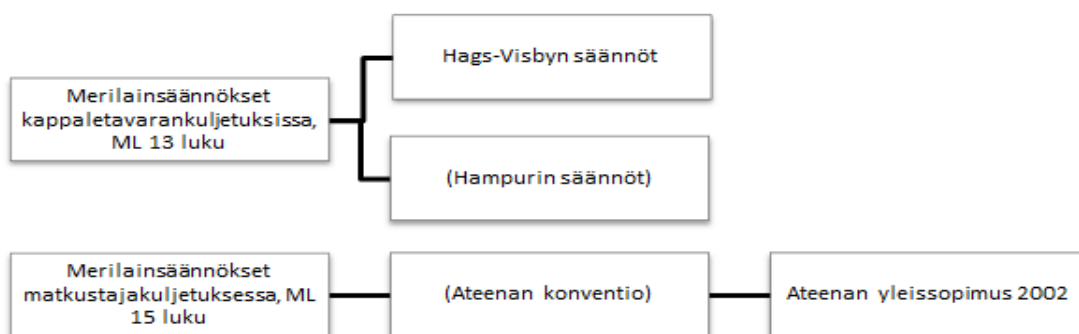 Hags-Visbyn säännöt
Merilainsäännökset
kappaletavarankuljetuksissa,
ML 13 luku
(Hampurin säännöt)
Merilainsäännökset
matkustajakuljetuksessa, ML
15 luku
(Ateenan konventio)
Ateenan yleissopimus 2002